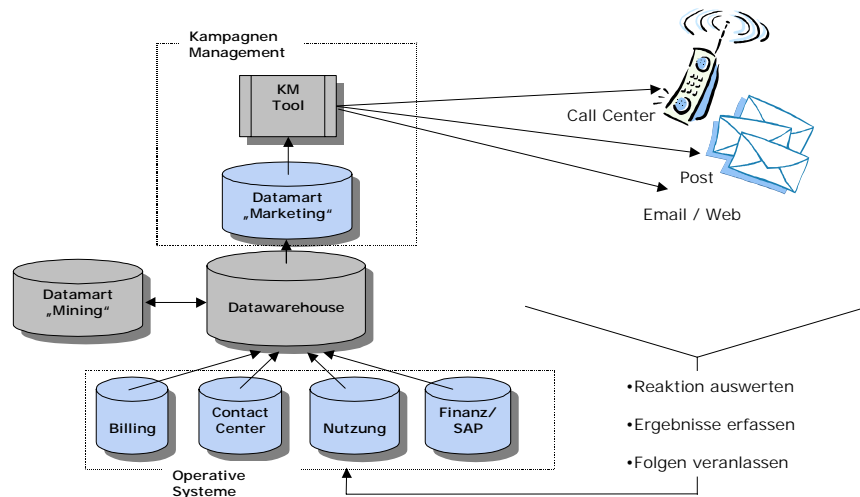 Kampagnen
Management
KM
Tool
Call Center
Post
Email / Web
Datamart
„Marketing“
Datamart
„Mining“
Datawarehouse
Billing
Contact
Center
Nutzung
Finanz/
SAP
Operative
Systeme
•Reaktion auswerten
•Ergebnisse erfassen
•Folgen veranlassen